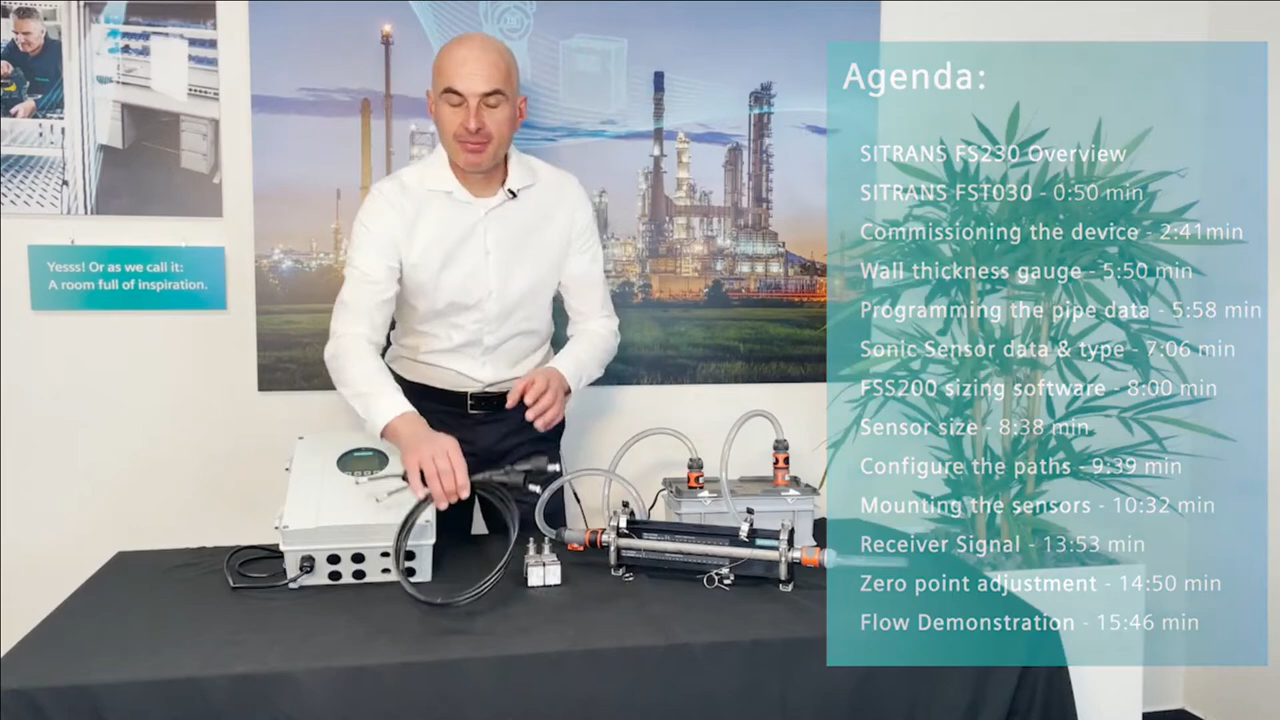 Yesss! Or as we call it:
A room full of inspiration.
Agenda:
SITRANS FS230 Overview
SITRANS FST030 - 0:50 min
Commissioning the device - 2:41min
Wall thickness gauge - 5:50 min
Programming the pipe data - 5:58 min
Sonic Sensor data & type - 7:06 min
FSS200 sizing software - 8:00 min
Sensor size - 8:38 min
Configure the paths - 9:39 min
Mounting the sensors - 10:32 min
Receiver Signal - 13:53 min
Zero point adjustment - 14:50 min
Flow Demonstration - 15:46 min